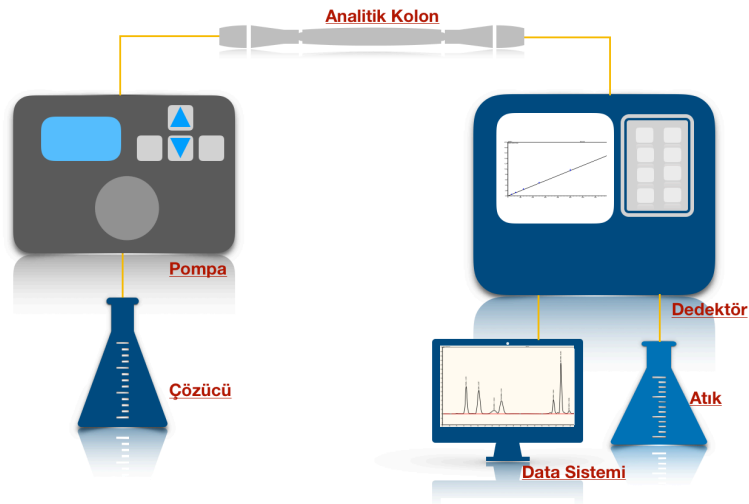 Analitik Kolon
Pompa
Dedektör
Çözücü
Atık
Data Sistemi